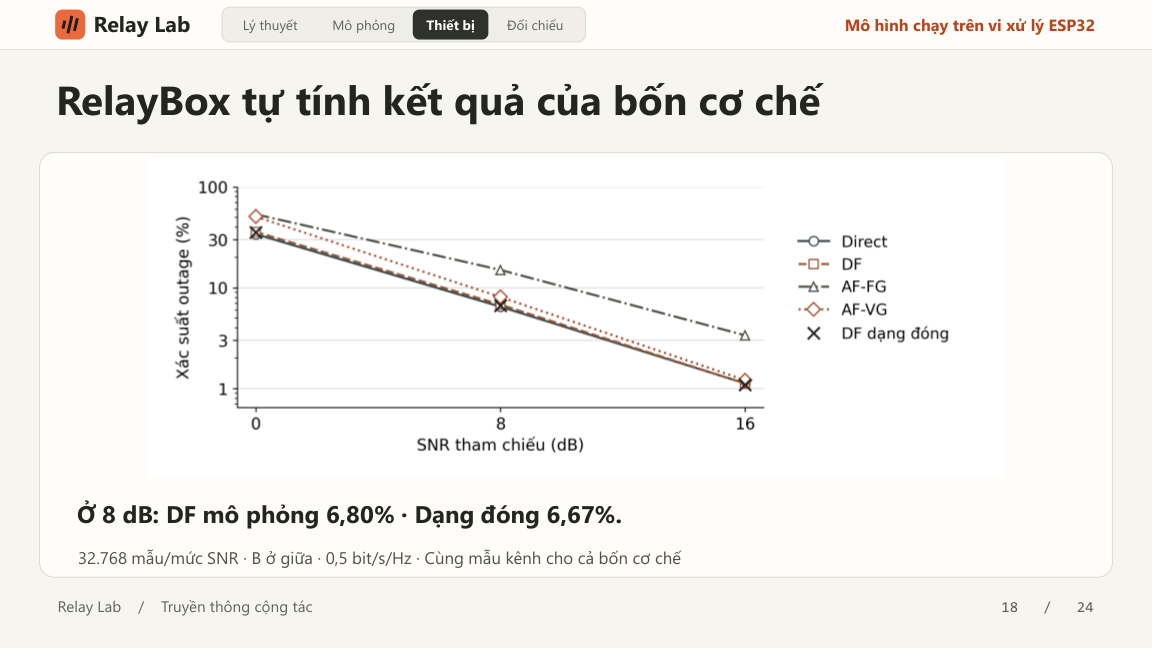 Relay Lab
Lý thuyết
Mô phỏng
Thiết bị
Đối chiếu
Mô hình chạy trên vi xử lý ESP32
RelayBox tự tính kết quả của bốn cơ chế
Xác suất outage (%)
100
30
10
3
1
0
8
16
SNR tham chiếu (dB)
Direct
DF
AF-FG
AF-VG
DF dạng đóng
Ở 8 dB: DF mô phỏng 6,80% · Dạng đóng 6,67%.
32.768 mẫu/mức SNR · B ở giữa · 0,5 bit/s/Hz · Cùng mẫu kênh cho cả bốn cơ chế
Relay Lab / Truyền thông cộng tác
18 / 24